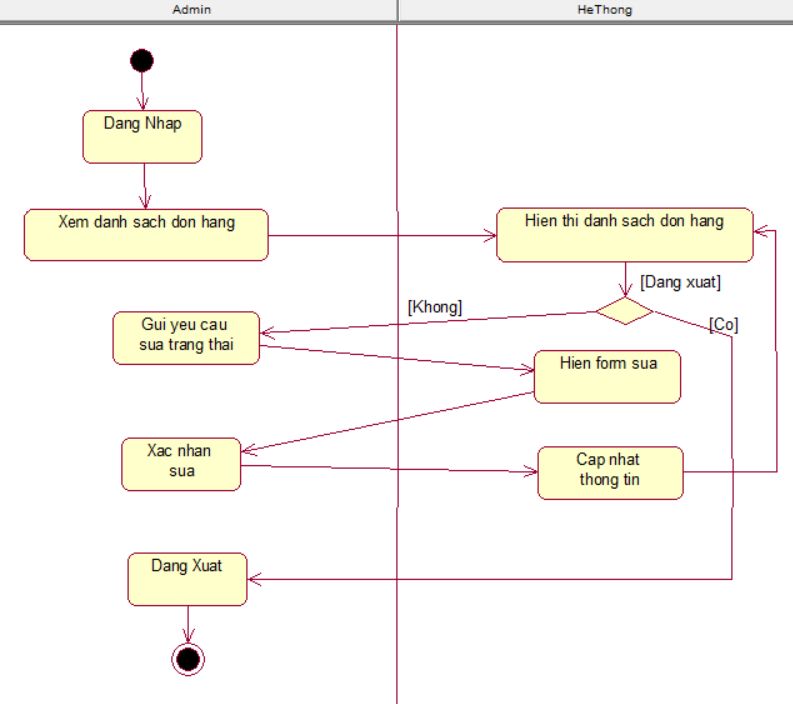 Admin
HeThong
Dang Nhap
Xem danh sach don hang
Hien thi danh sach don hang
[Dang xuat]
[Khong]
[Co]
Gui yeu cau
sua trang thai
Hien form sua
Xac nhan
sua
Cap nhat
thong tin
Dang Xuat